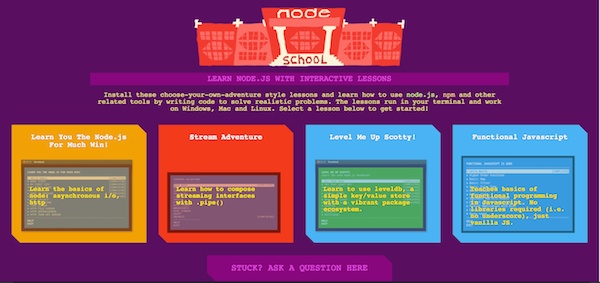 node
SCHOOL
LEARN NODE.JS WITH INTERACTIVE LESSONS
Install these choose-your-own-adventure style lessons and learn how to use node.js, npm and other
related tools by writing code to solve realistic problems. The lessons run in your terminal and work
on Windows, Mac and Linux. Select a lesson below to get started!
Learn You The Node.js
For Much Win!
Learn the basics of
node: asynchronous i/o,
http
Stream Adventure
Learn how to compose
streaming interfaces
with .pipe()
Level Me Up Scotty!
Learn to use leveldb, a
simple key/value store
with a vibrant package
ecosystem.
Functional Javascript
Teaches basics of
functional programming
in Javascript. No
libraries required (i.e.
no underscore), just
vanilla JS.
STUCK? ASK A QUESTION HERE